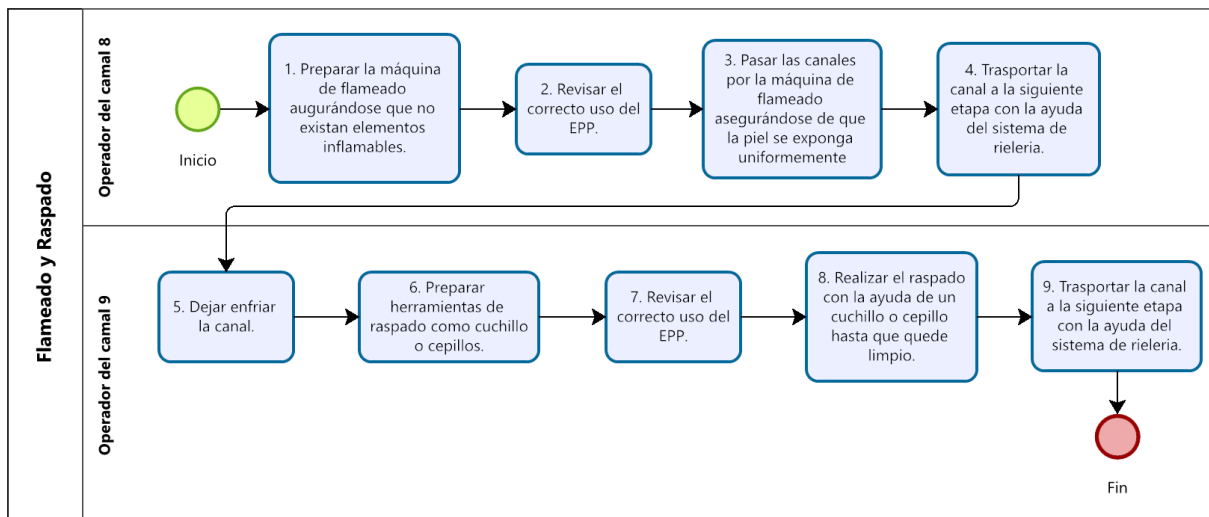 Flameado y Raspado
Operador del camal 8
Inicio
1. Preparar la máquina
de flameado
augurándose que no
existan elementos
inflamables.
2. Revisar el
correcto uso del
EPP.
3. Pasar las canales
por la máquina de
flameado
asegurándose de que
la piel se exponga
uniformemente
4. Trasportar la
canal a la siguiente
etapa con la ayuda
del sistema de
rieleria.
Operador del camal 9
5. Dejar enfriar
la canal.
6. Preparar
herramientas de
raspado como cuchillo
o cepillos.
7. Revisar el
correcto uso del
EPP.
8. Realizar el raspado
con la ayuda de un
cuchillo o cepillo
hasta que quede
limpio.
9. Trasportar la canal
a la siguiente etapa
con la ayuda del
sistema de rieleria.
Fin